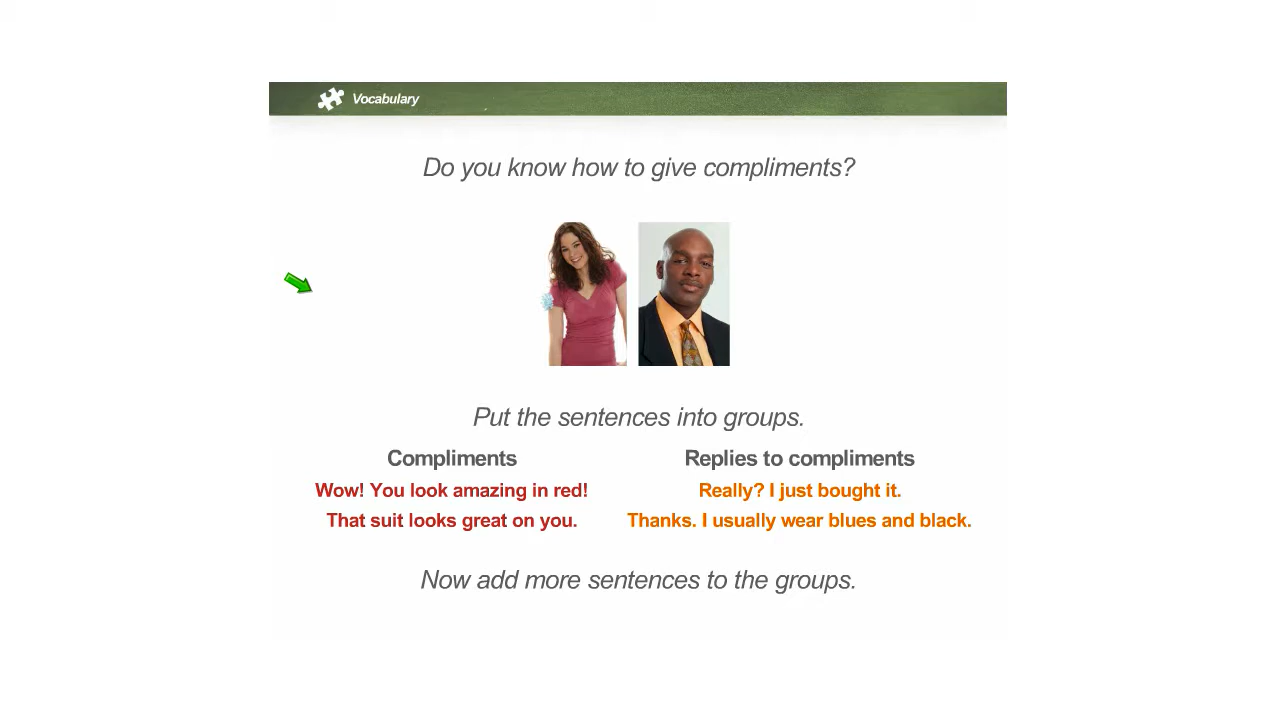 Vocabulary
Do you know how to give compliments?
Put the sentences into groups.
Compliments
Replies to compliments
Wow! You look amazing in red!
Really? I just bought it.
That suit looks great on you.
Thanks. I usually wear blues and black.
Now add more sentences to the groups.